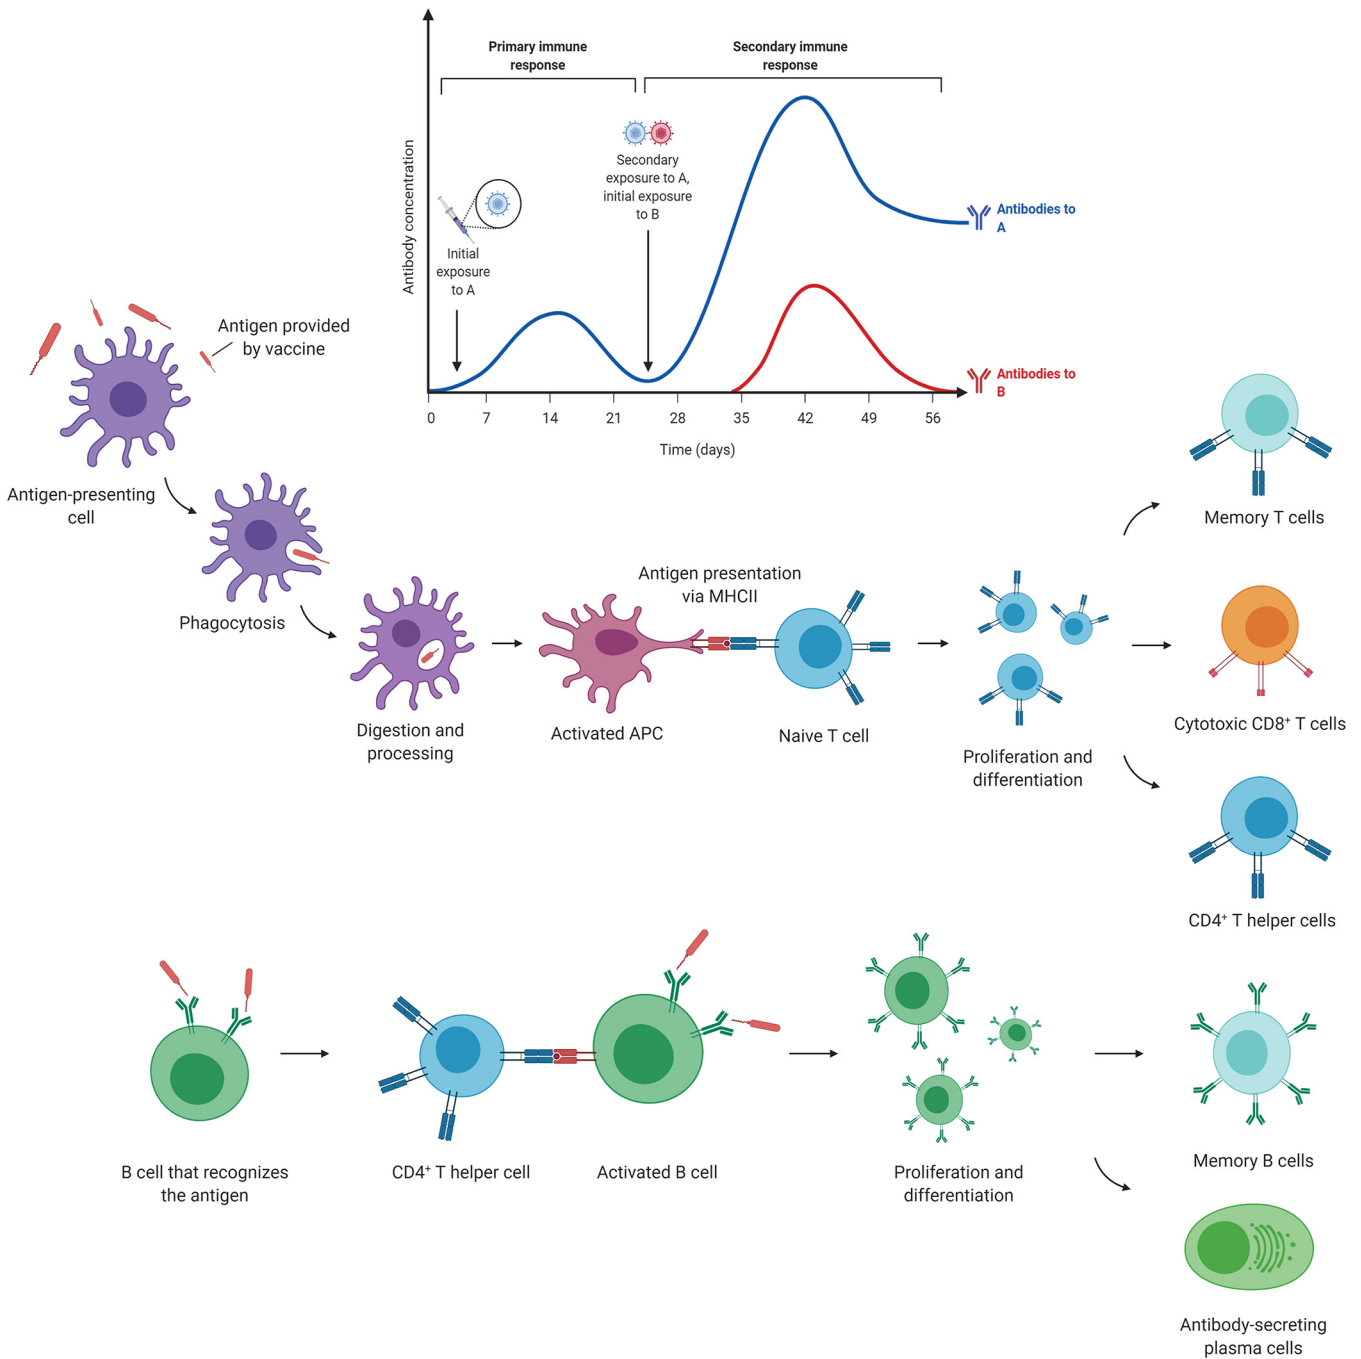 Primary immune
response
Secondary immune
response
Antibody concentration
Secondary
exposure to A,
initial exposure
to B
Initial
exposure
to A
Antibodies to
A
Antibodies to
B
0 7 14 21 28 35 42 49 56
Time (days)
Antigen provided
by vaccine
Antigen-presenting
cell
Phagocytosis
Digestion and
processing
Antigen presentation
via MHCII
Activated APC
Naive T cell
Proliferation and
differentiation
Memory T cells
Cytotoxic CD8⁺ T cells
CD4⁺ T helper cells
B cell that recognizes
the antigen
CD4⁺ T helper cell
Activated B cell
Proliferation and
differentiation
Memory B cells
Antibody-secreting
plasma cells